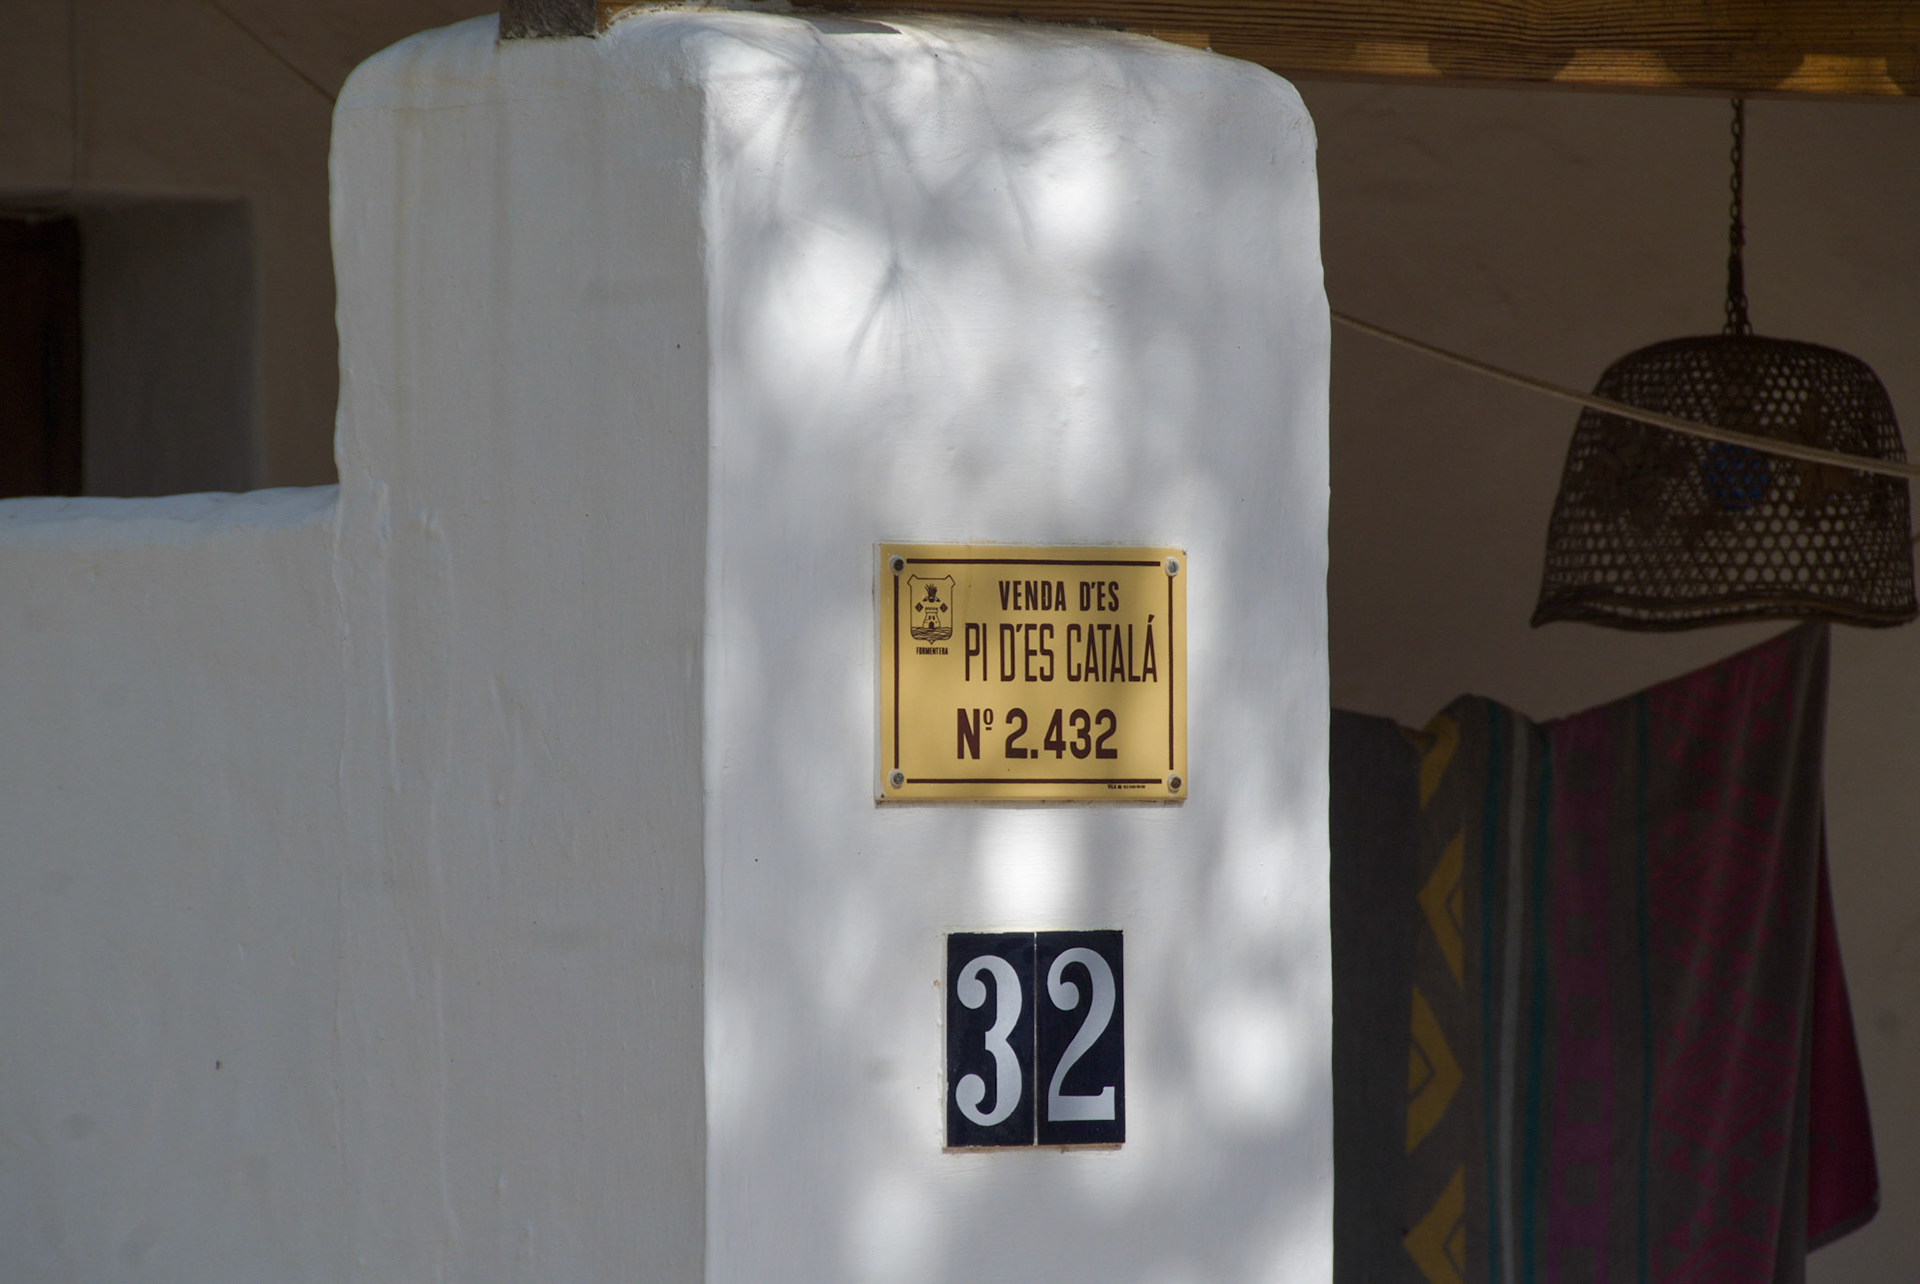 VENDA D'ES
PI D'ES CATALÁ
Nº 2.432
FORMENTERA
32